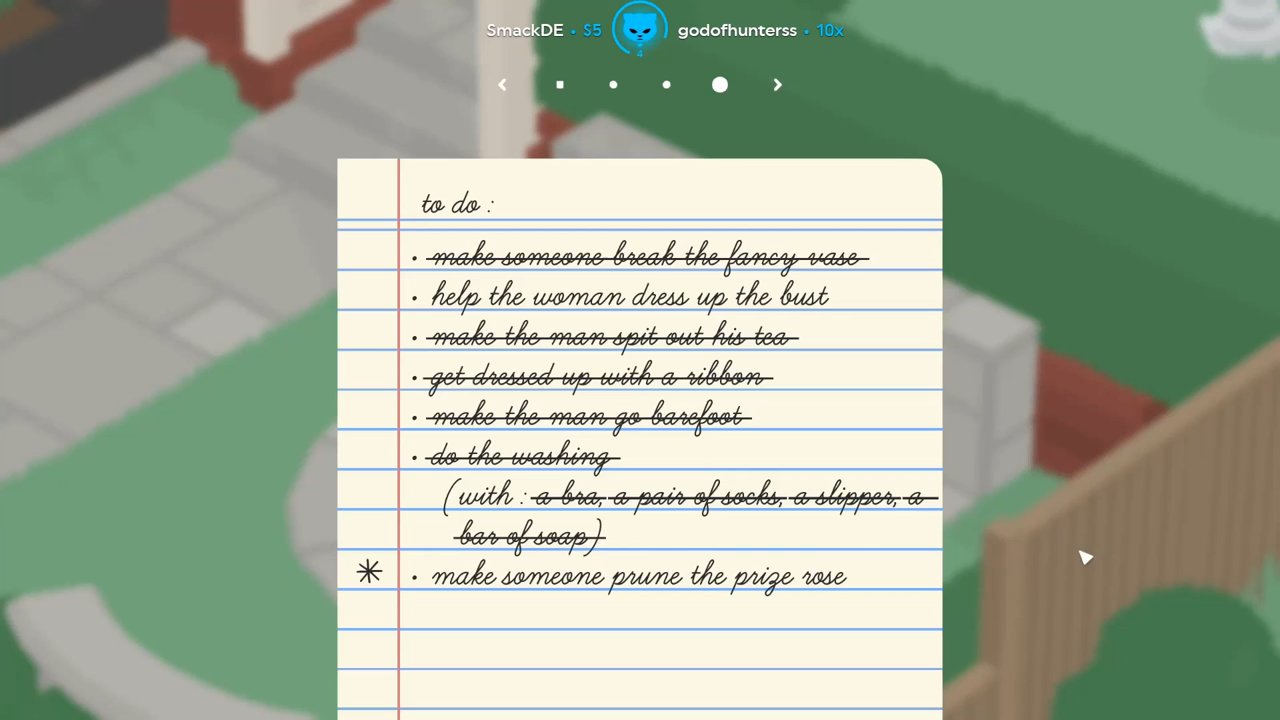 SmackDE • $5 godofhunterss • 10x
4
to do :
• make someone break the fancy vase
• help the woman dress up the bust
• make the man spit out his tea
• get dressed up with a ribbon
• make the man go barefoot
• do the washing
(with : a bra, a pair of socks, a slipper, a
bar of soap)
• make someone prune the prize rose